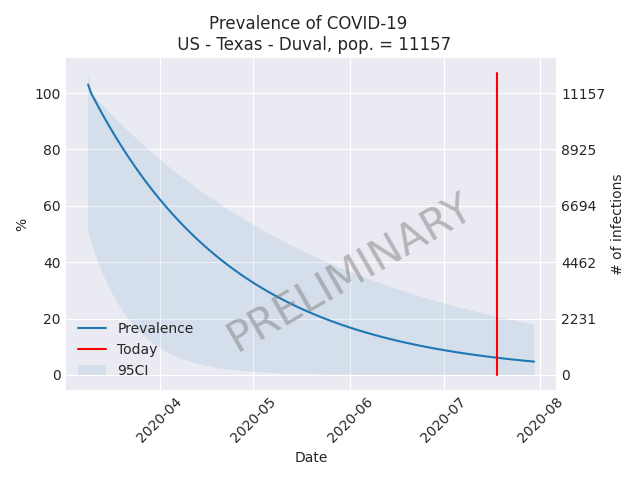 Prevalence of COVID-19
US - Texas - Duval, pop. = 11157
100
80
60
40
20
0
%
11157
8925
6694
4462
2231
0
# of infections
PRELIMINARY
Prevalence
Today
95CI
2020-04
2020-05
2020-06
2020-07
2020-08
Date